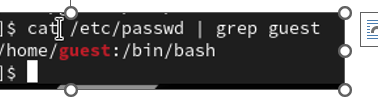 ]$ cat /etc/passwd | grep guest
/home/guest:/bin/bash
]$